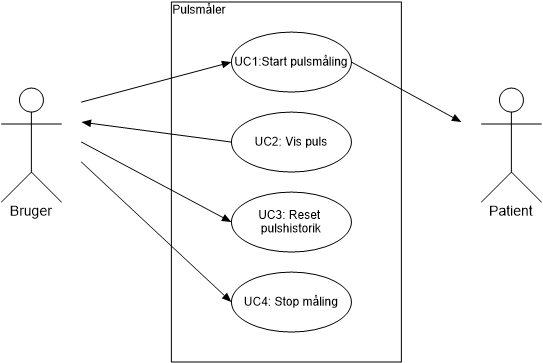 Pulsmåler
UC1:Start pulsmåling
UC2: Vis puls
Bruger
Patient
UC3: Reset
pulshistorik
UC4: Stop måling